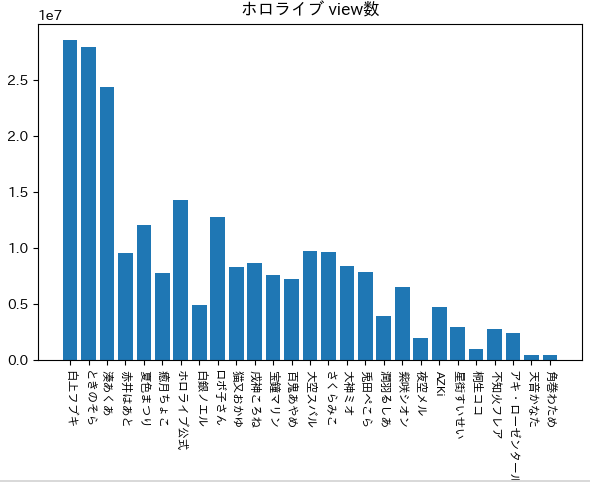 ホロライブ view数
1e7
2.5
2.0
1.5
1.0
0.5
0.0
白上フブキ
ときのそら
湊あくあ
赤井はあと
夏色まつり
癒月ちょこ
ホロライブ公式
白銀ノエル
ロボ子さん
猫又おかゆ
戌神ころね
宝鐘マリン
百鬼あやめ
大空スバル
さくらみこ
大神ミオ
兎田ぺこら
潤羽るしあ
紫咲シオン
夜空メル
AZKi
星街すいせい
桐生ココ
不知火フレア
アキ・ローゼンタール
天音かなた
角巻わため